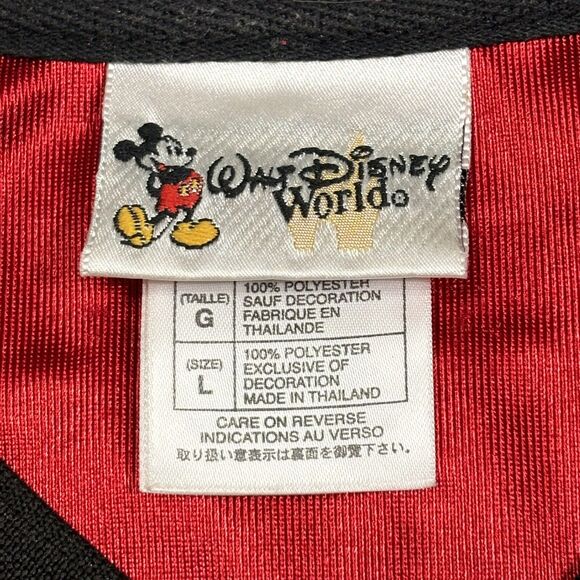 WALT DISNEY
World®
100% POLYESTER
(TAILLE)
G
SAUF DECORATION
FABRIQUE EN
THAILANDE
(SIZE)
L
100% POLYESTER
EXCLUSIVE OF
DECORATION
MADE IN THAILAND
CARE ON REVERSE
INDICATIONS AU VERSO
取り扱い意表示は裏面を御覧下さい。